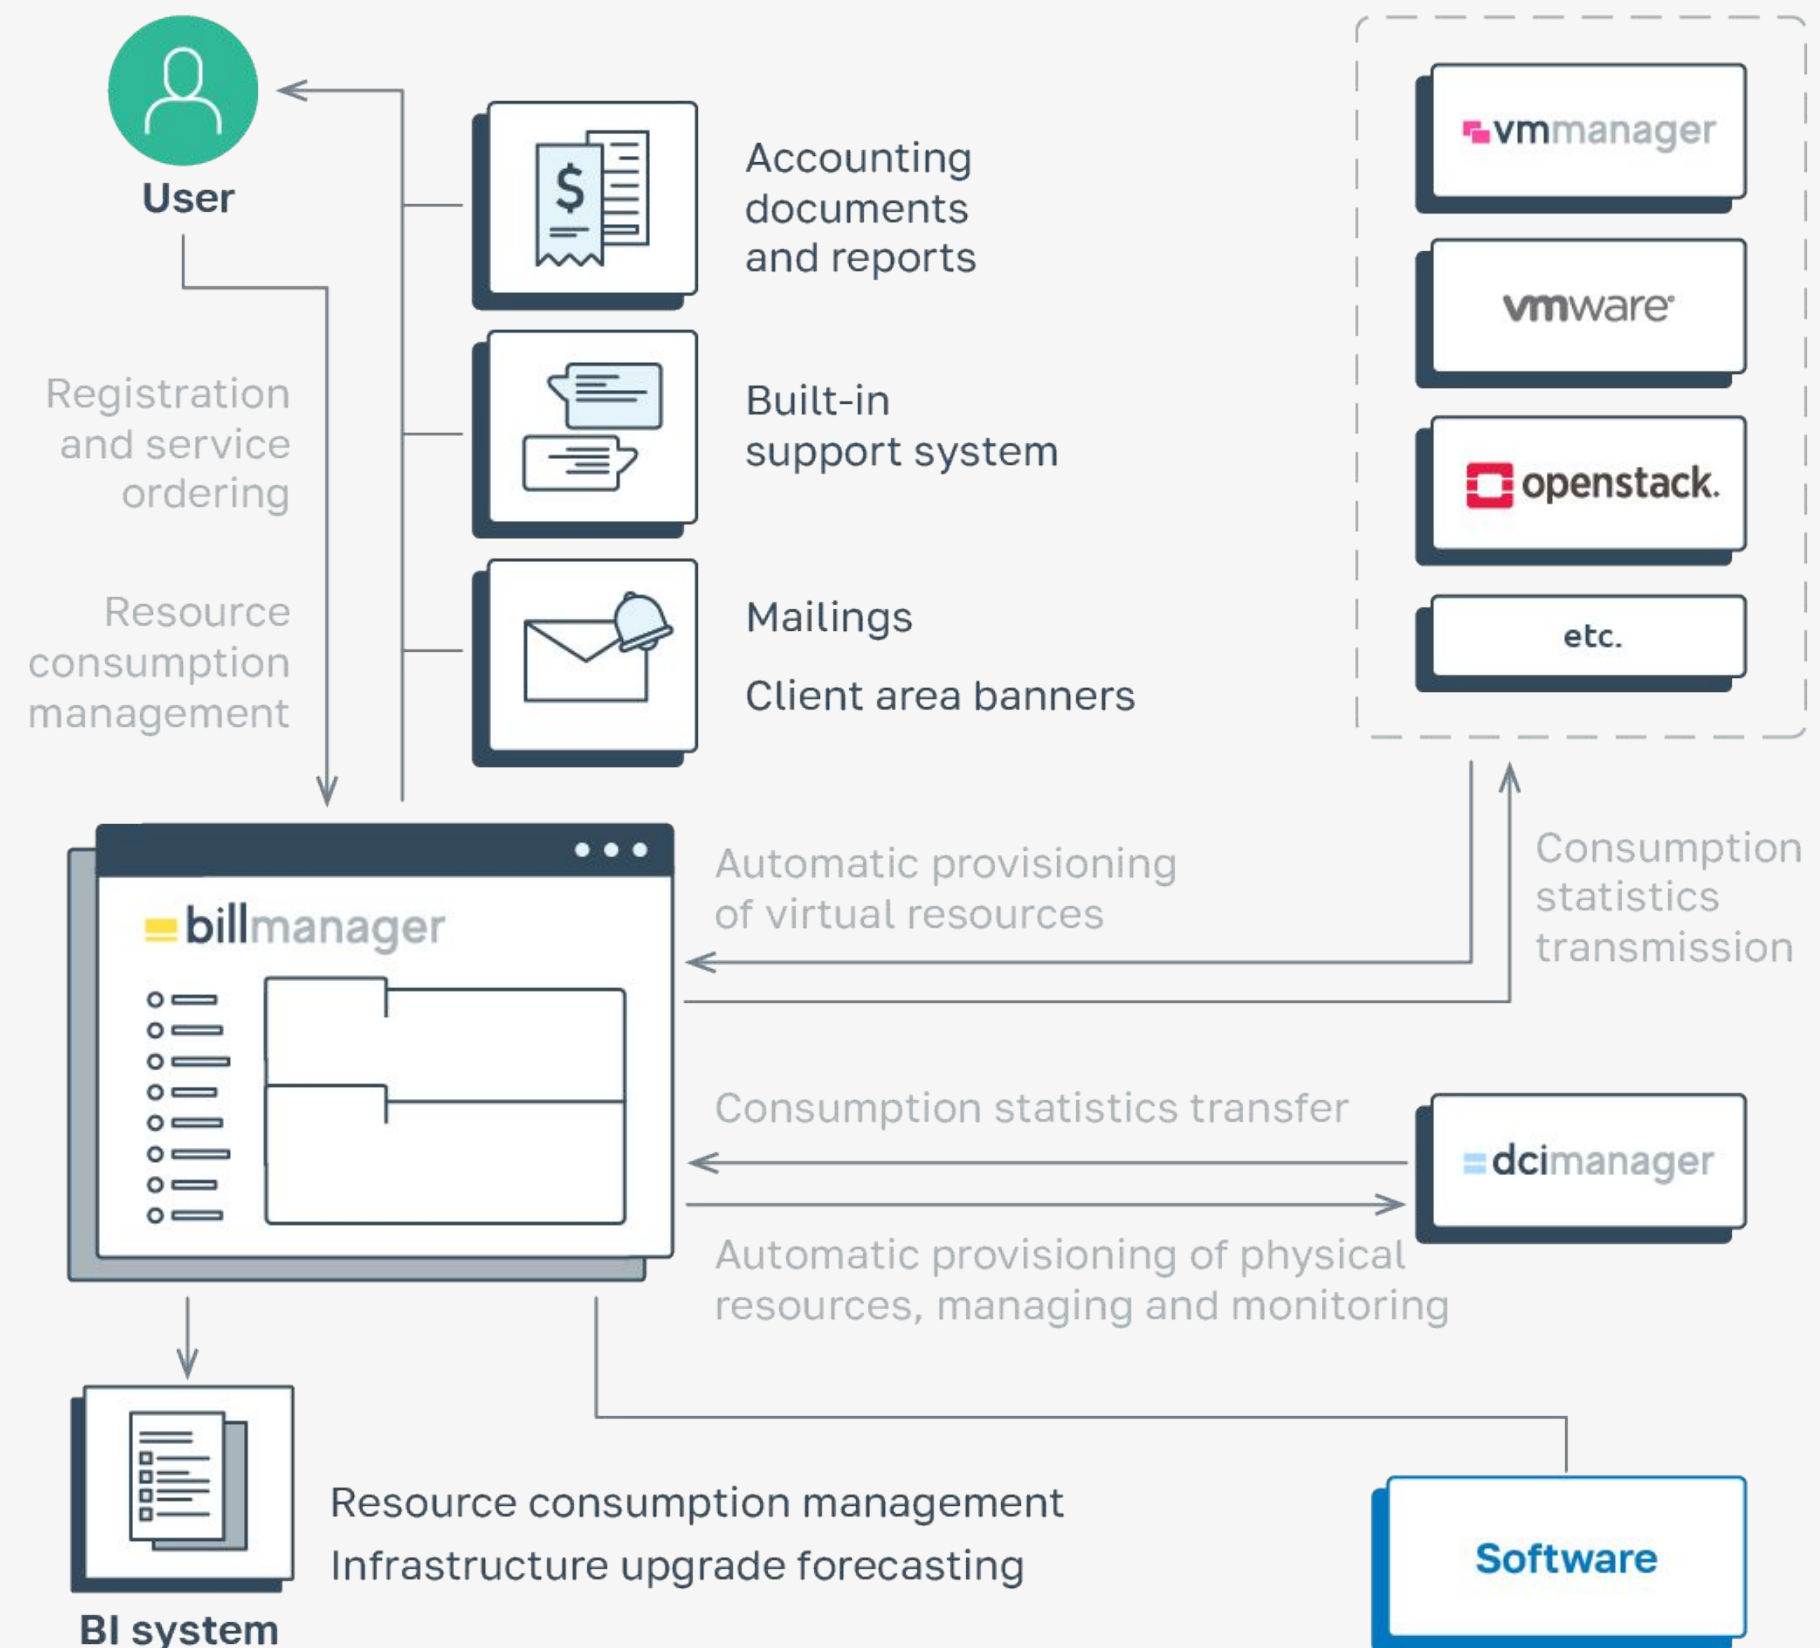 User
Accounting
documents
and reports
Built-in
support system
Mailings
Client area banners
Registration
and service
ordering
Resource
consumption
management
vmmanager
vmware®
openstack.
etc.
billmanager
Automatic provisioning
of virtual resources
Consumption
statistics
transmission
Consumption statistics transfer
dcimanager
Automatic provisioning of physical
resources, managing and monitoring
Resource consumption management
Infrastructure upgrade forecasting
BI system
Software
$